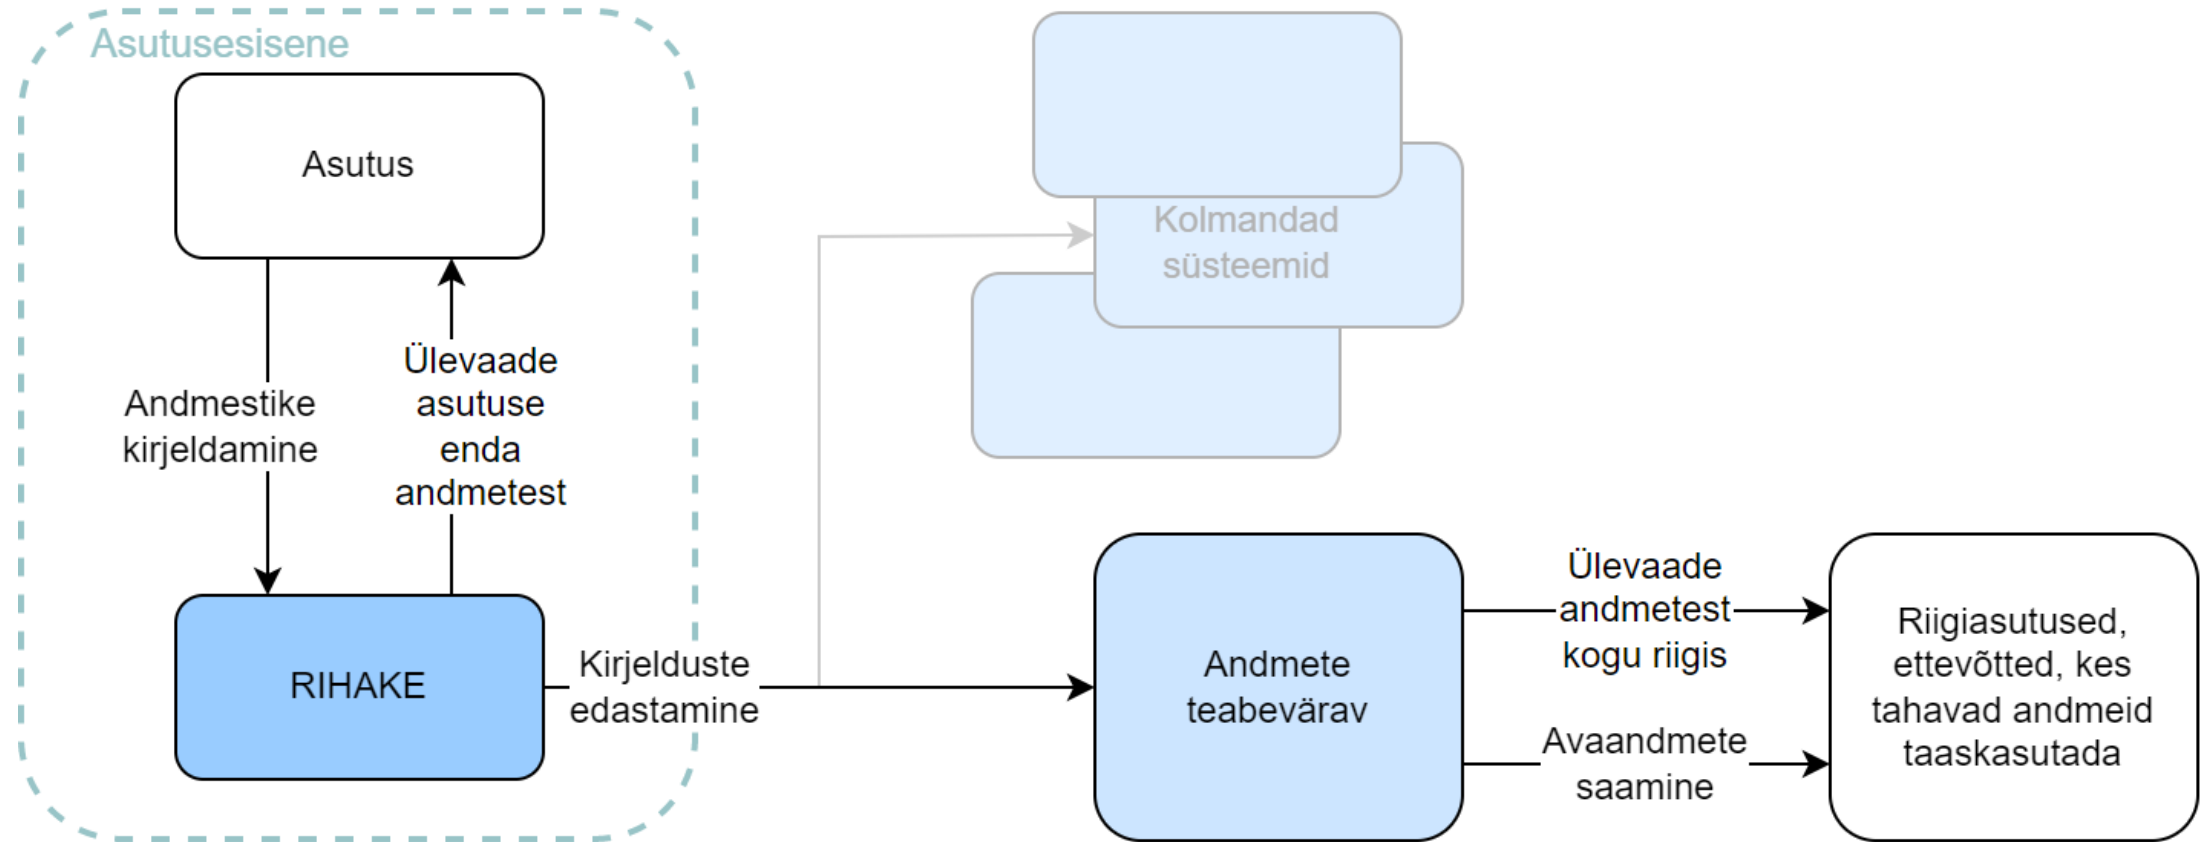 Asutusesisene
Asutus
Andmestike
kirjeldamine
Ülevaade
asutuse
enda
andmetest
RIHAKE
Kirjelduste
edastamine
Kolmandad
süsteemid
Andmete
teabevärav
Ülevaade
andmetest
kogu riigis
Avaandmete
saamine
Riigiasutused,
ettevõtted, kes
tahavad andmeid
taaskasutada